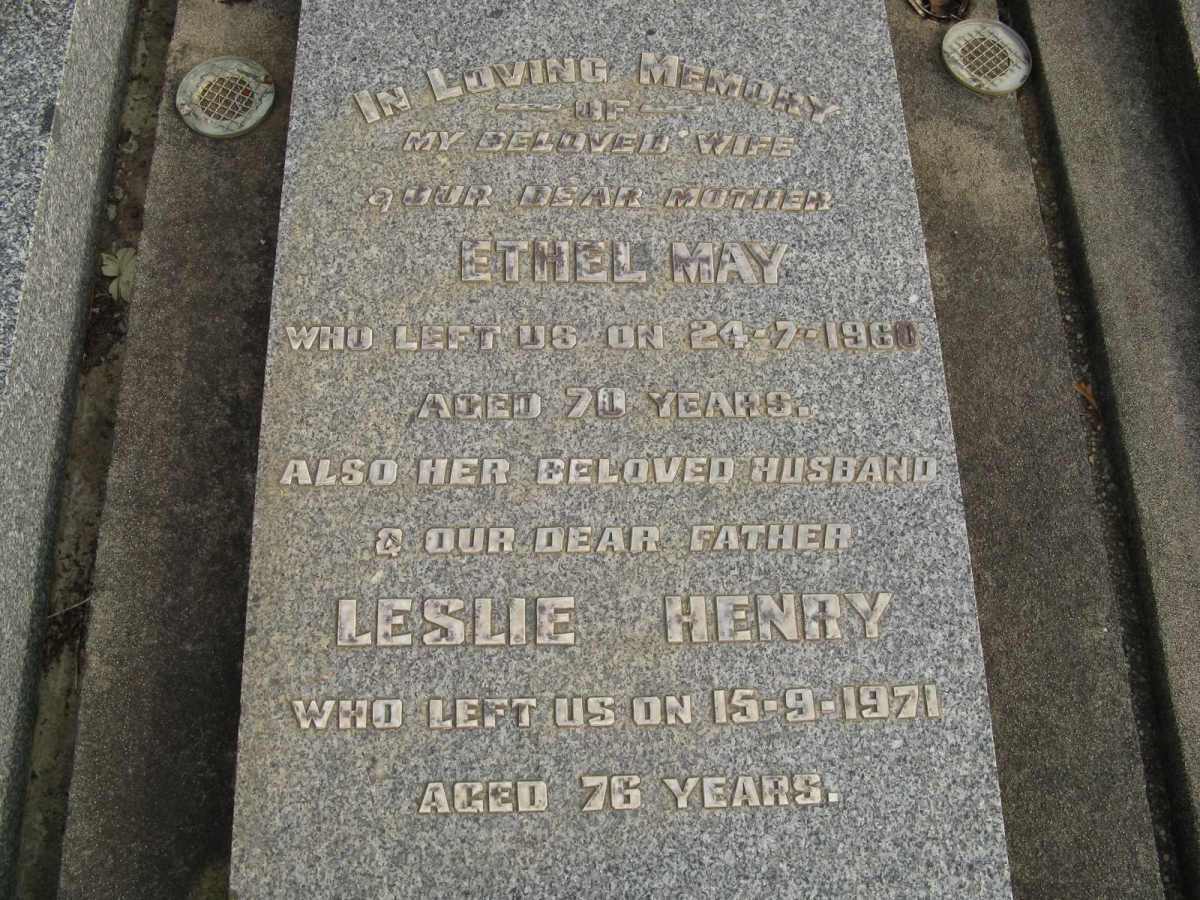 IN LOVING MEMORY
OF
MY BELOVED WIFE
& OUR DEAR MOTHER
ETHEL MAY
WHO LEFT US ON 24-7-1960
AGED 70 YEARS.
ALSO HER BELOVED HUSBAND
& OUR DEAR FATHER
LESLIE HENRY
WHO LEFT US ON 15-9-1971
AGED 76 YEARS.